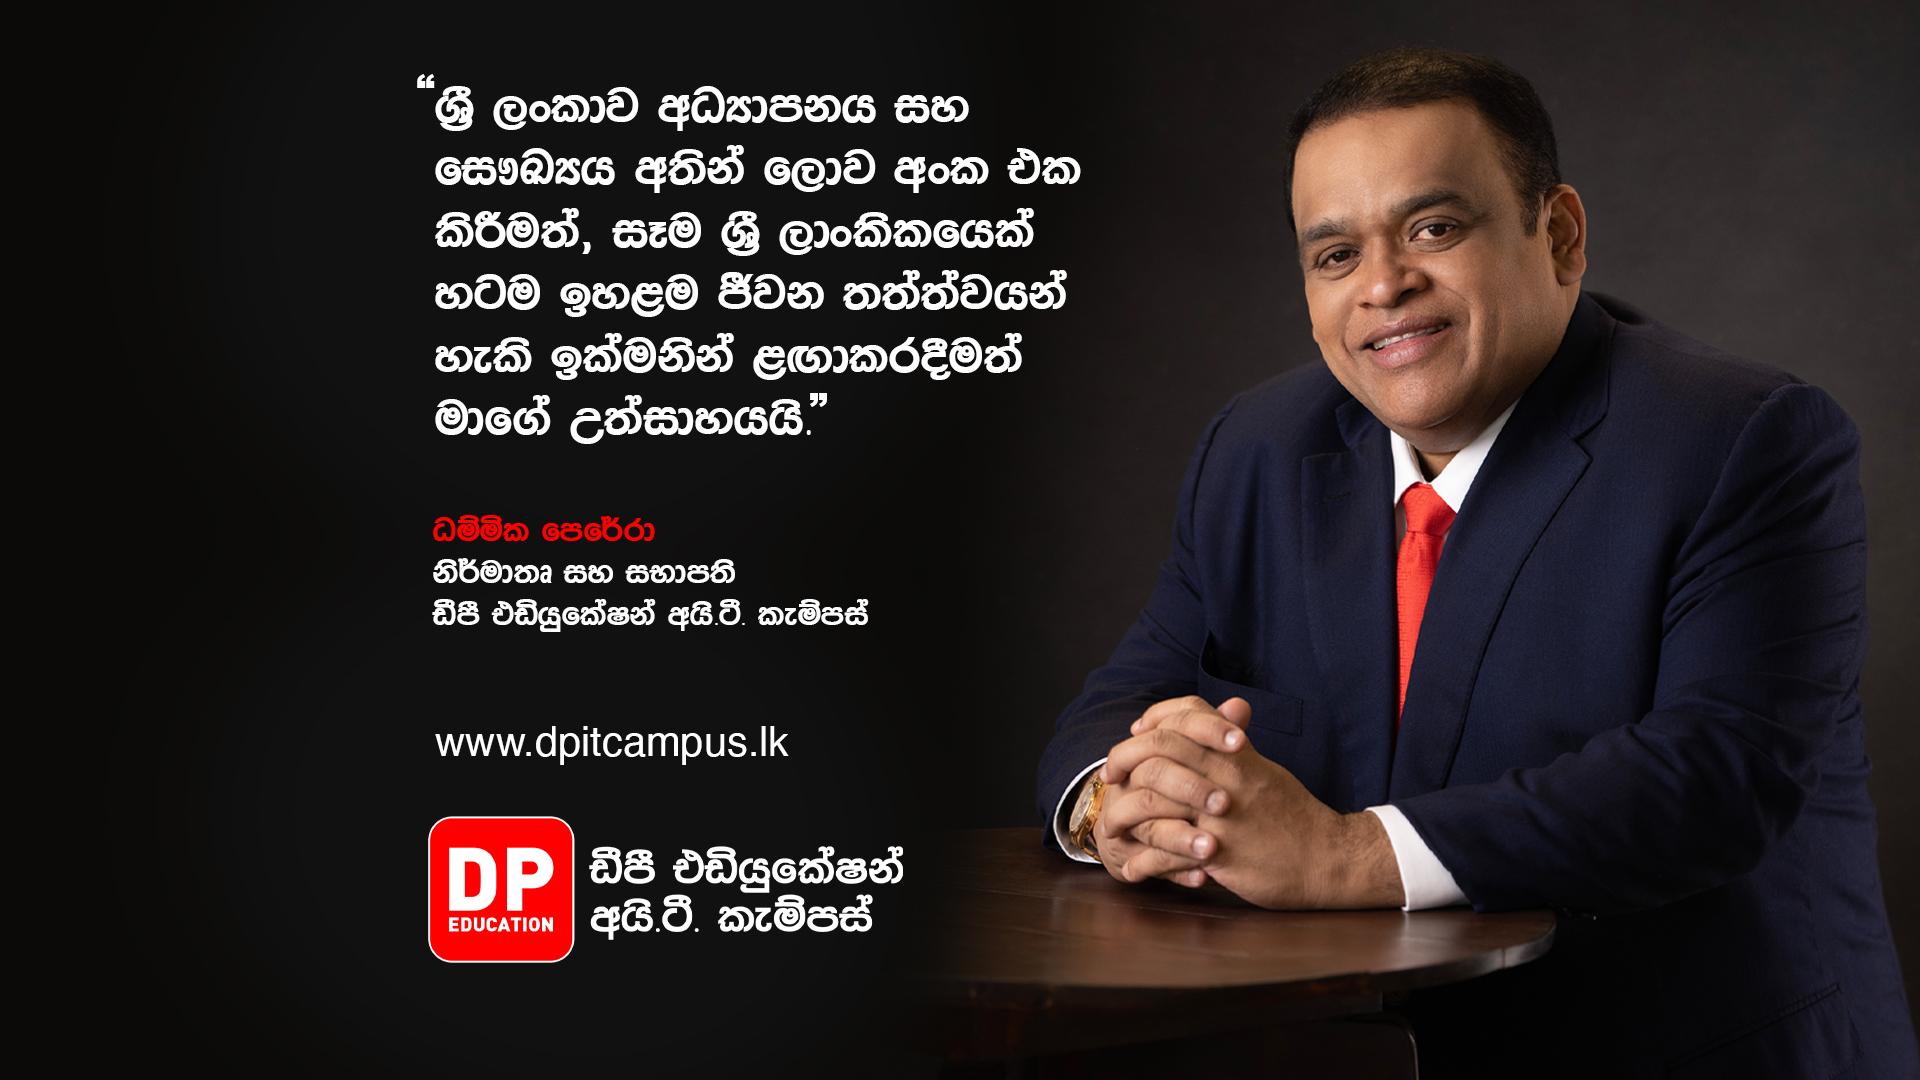 “ශ්‍රී ලංකාව අධ්‍යාපනය සහ
සෞඛ්‍යය අතින් ලොව අංක එක
කිරීමත්, සෑම ශ්‍රී ලාංකිකයෙක්
හටම ඉහළම ජීවන තත්ත්වයන්
හැකි ඉක්මනින් ළඟාකරදීමත්
මාගේ උත්සාහයයි.”
ධම්මික පෙරේරා
නිර්මාතෘ සහ සභාපති
ඩීපී එඩියුකේෂන් අයි.ටී. කැම්පස්
www.dpitcampus.lk
DP
EDUCATION
ඩීපී එඩියුකේෂන්
අයි.ටී. කැම්පස්